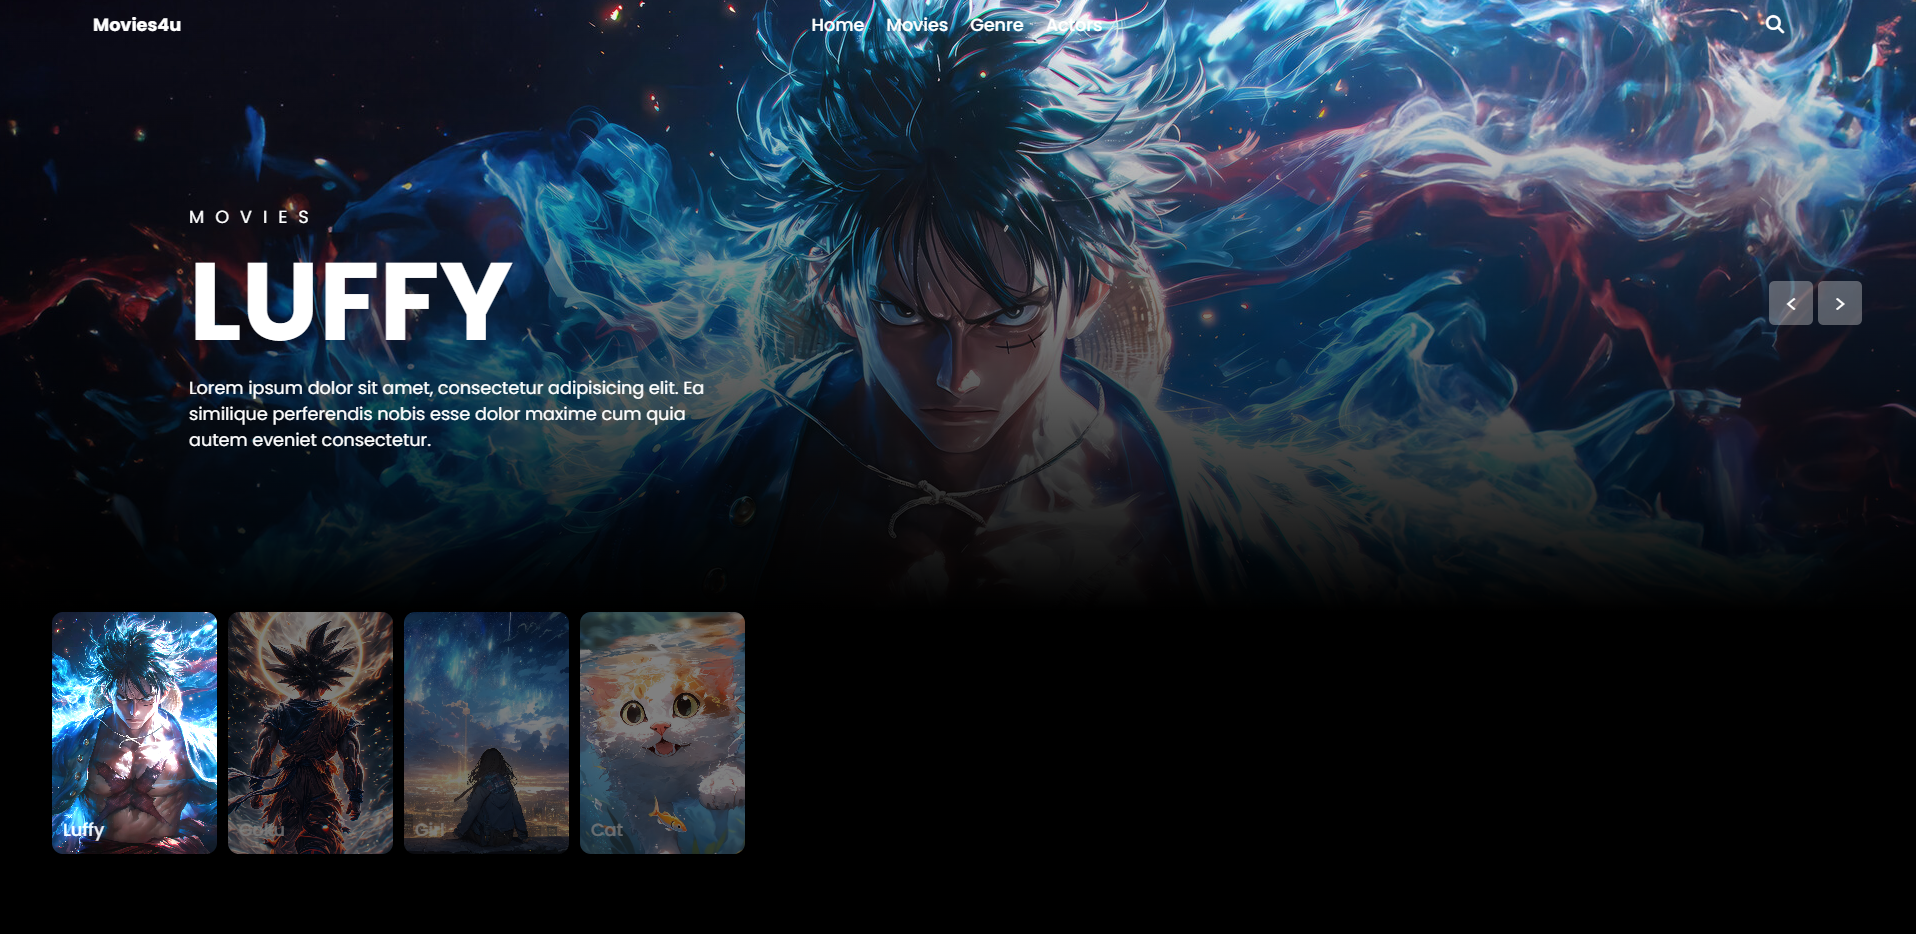 Movies4u
Home Movies Genre Actors
MOVIES
LUFFY
Lorem ipsum dolor sit amet, consectetur adipisicing elit. Ea
similique perferendis nobis esse dolor maxime cum quia
autem eveniet consectetur.
Luffy
Goku
Girl
Cat